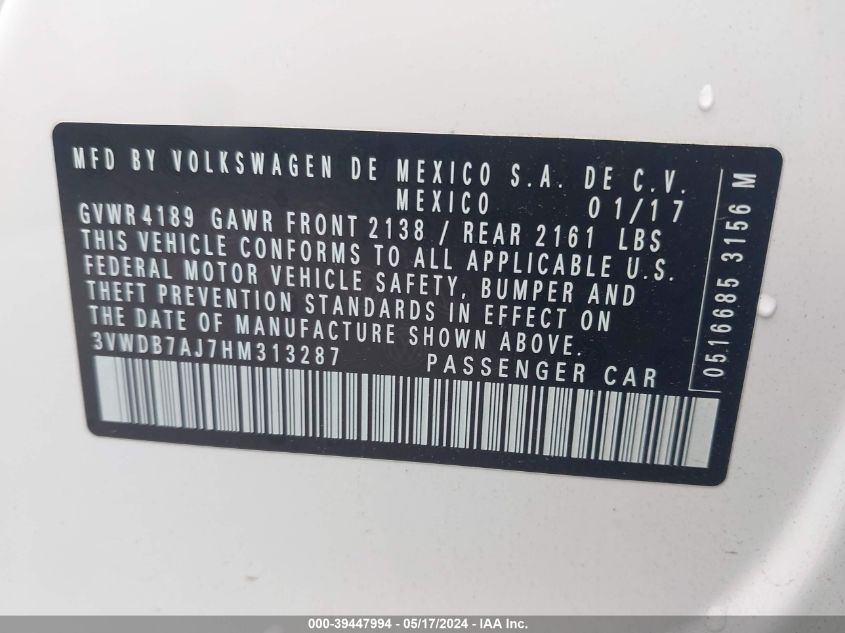 MFD BY VOLKSWAGEN DE MEXICO S.A. DE C.V.
MEXICO 01/17
GVWR 4189 GAWR FRONT 2138 / REAR 2161 LBS
THIS VEHICLE CONFORMS TO ALL APPLICABLE U.S.
FEDERAL MOTOR VEHICLE SAFETY, BUMPER AND
THEFT PREVENTION STANDARDS IN EFFECT ON
THE DATE OF MANUFACTURE SHOWN ABOVE.
3VWDB7AJ7HM313287 PASSENGER CAR
0516685 3156 M
000-39447994 - 05/17/2024 - IAA Inc.